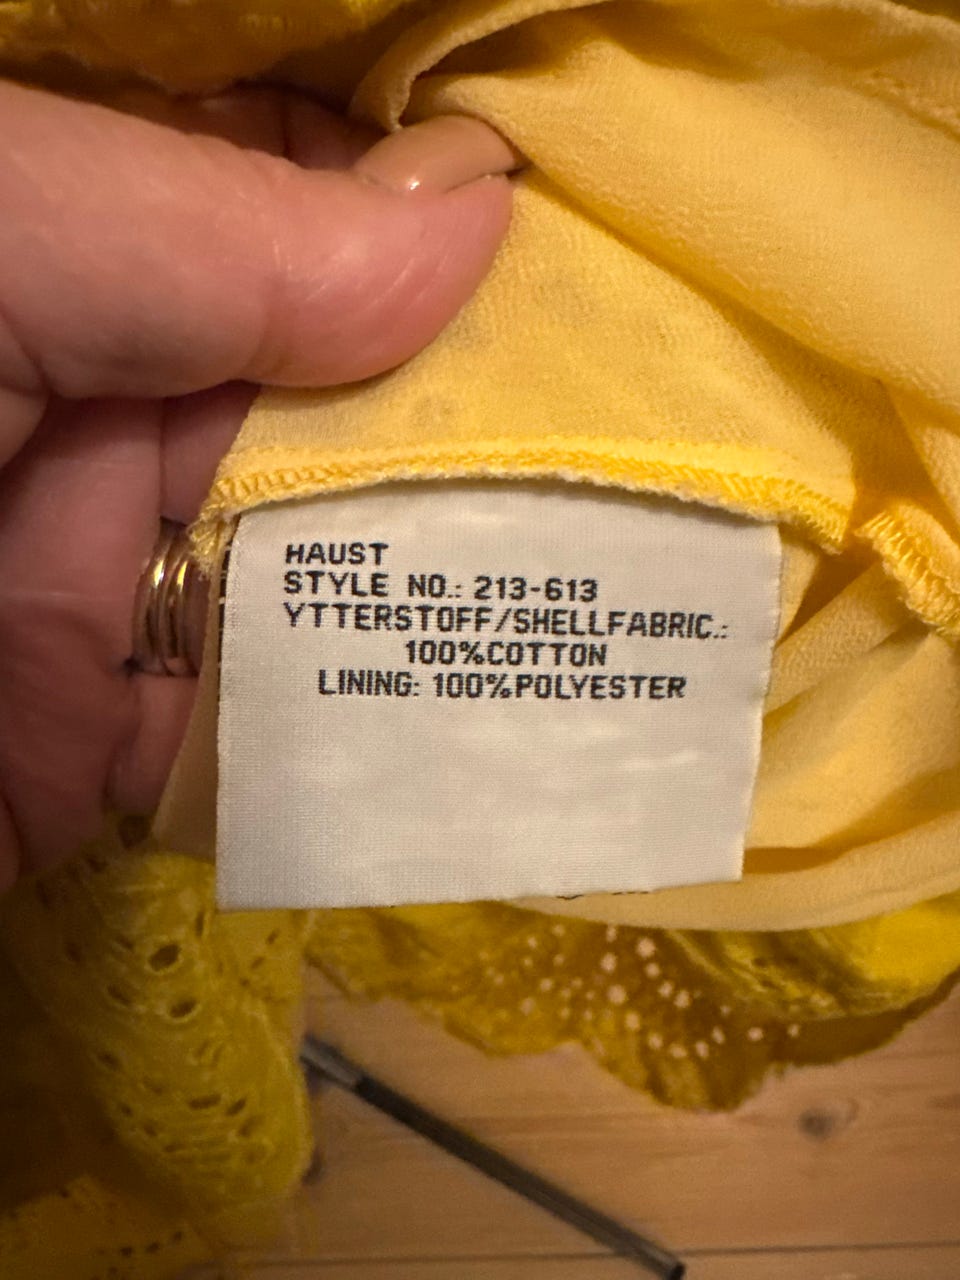 HAUST
STYLE NO.: 213-613
YTTERSTOFF/SHELLFABRIC.:
100%COTTON
LINING: 100%POLYESTER